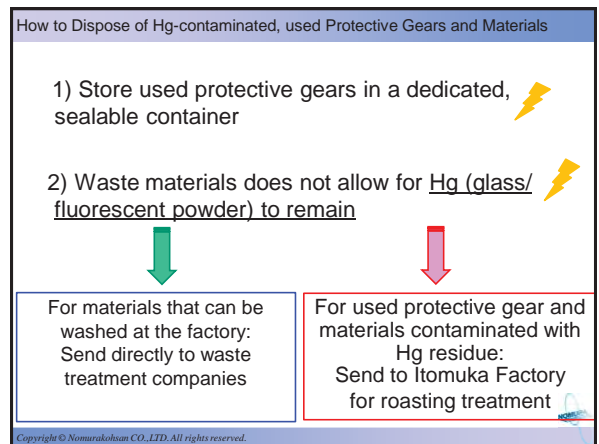 How to Dispose of Hg-contaminated, used Protective Gears and Materials
1) Store used protective gears in a dedicated,
sealable container
2) Waste materials does not allow for Hg (glass/
fluorescent powder) to remain
For materials that can be
washed at the factory:
Send directly to waste
treatment companies
For used protective gear and
materials contaminated with
Hg residue:
Send to Itomuka Factory
for roasting treatment
Copyright © Nomurakohsan CO.,LTD. All rights reserved.